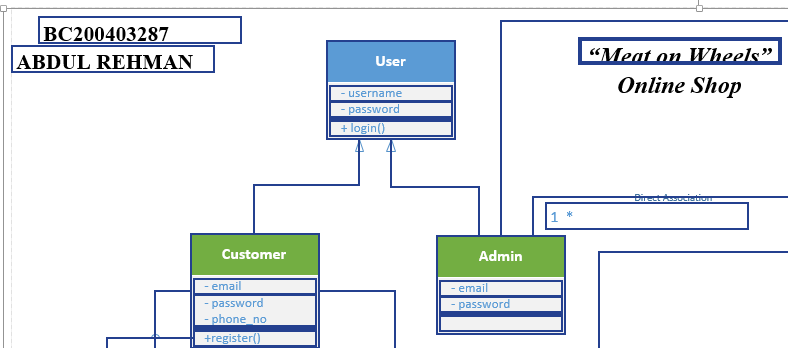 BC200403287
ABDUL REHMAN
“Meat on Wheels”
Online Shop
User
- username
- password
+ login()
Direct Association
1 *
Customer
- email
- password
- phone_no
+register()
Admin
- email
- password